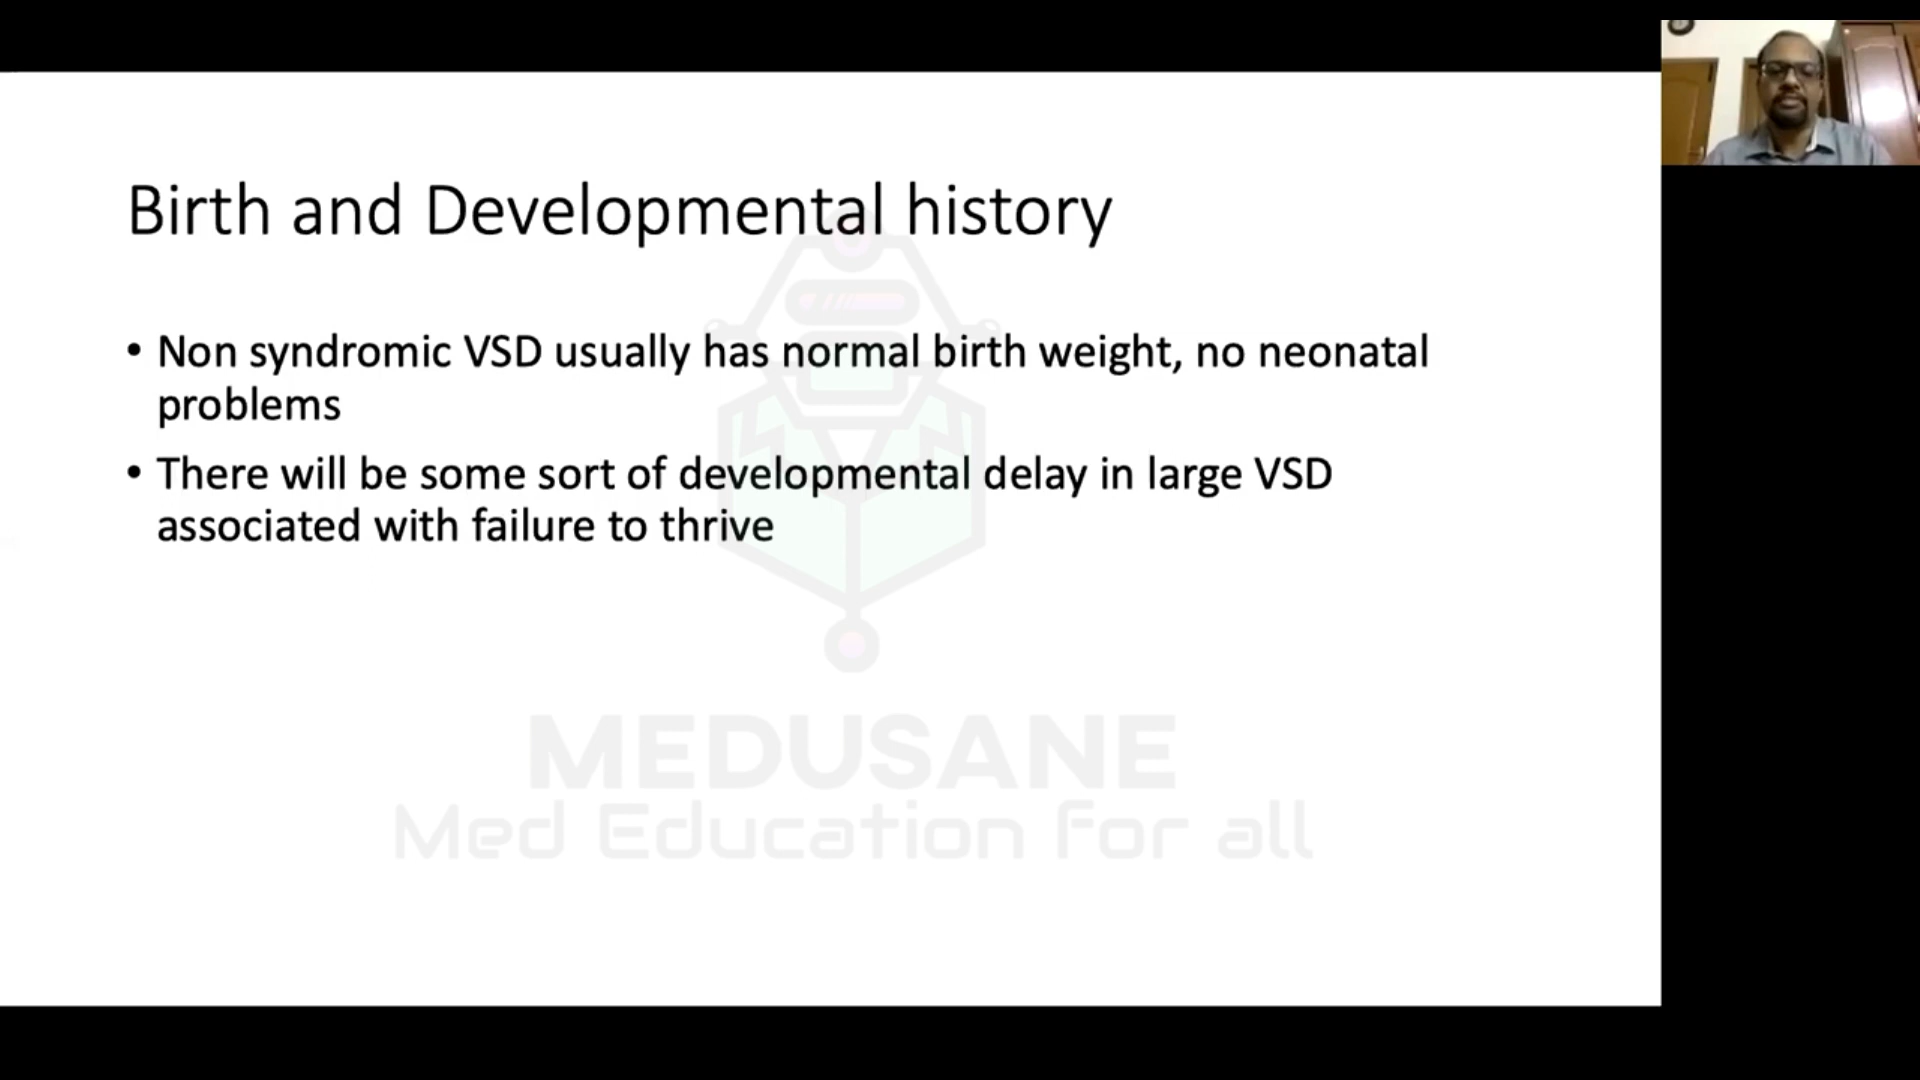 Birth and Developmental history
• Non syndromic VSD usually has normal birth weight, no neonatal
problems
• There will be some sort of developmental delay in large VSD
associated with failure to thrive
MEDUSANE
Med Education for all